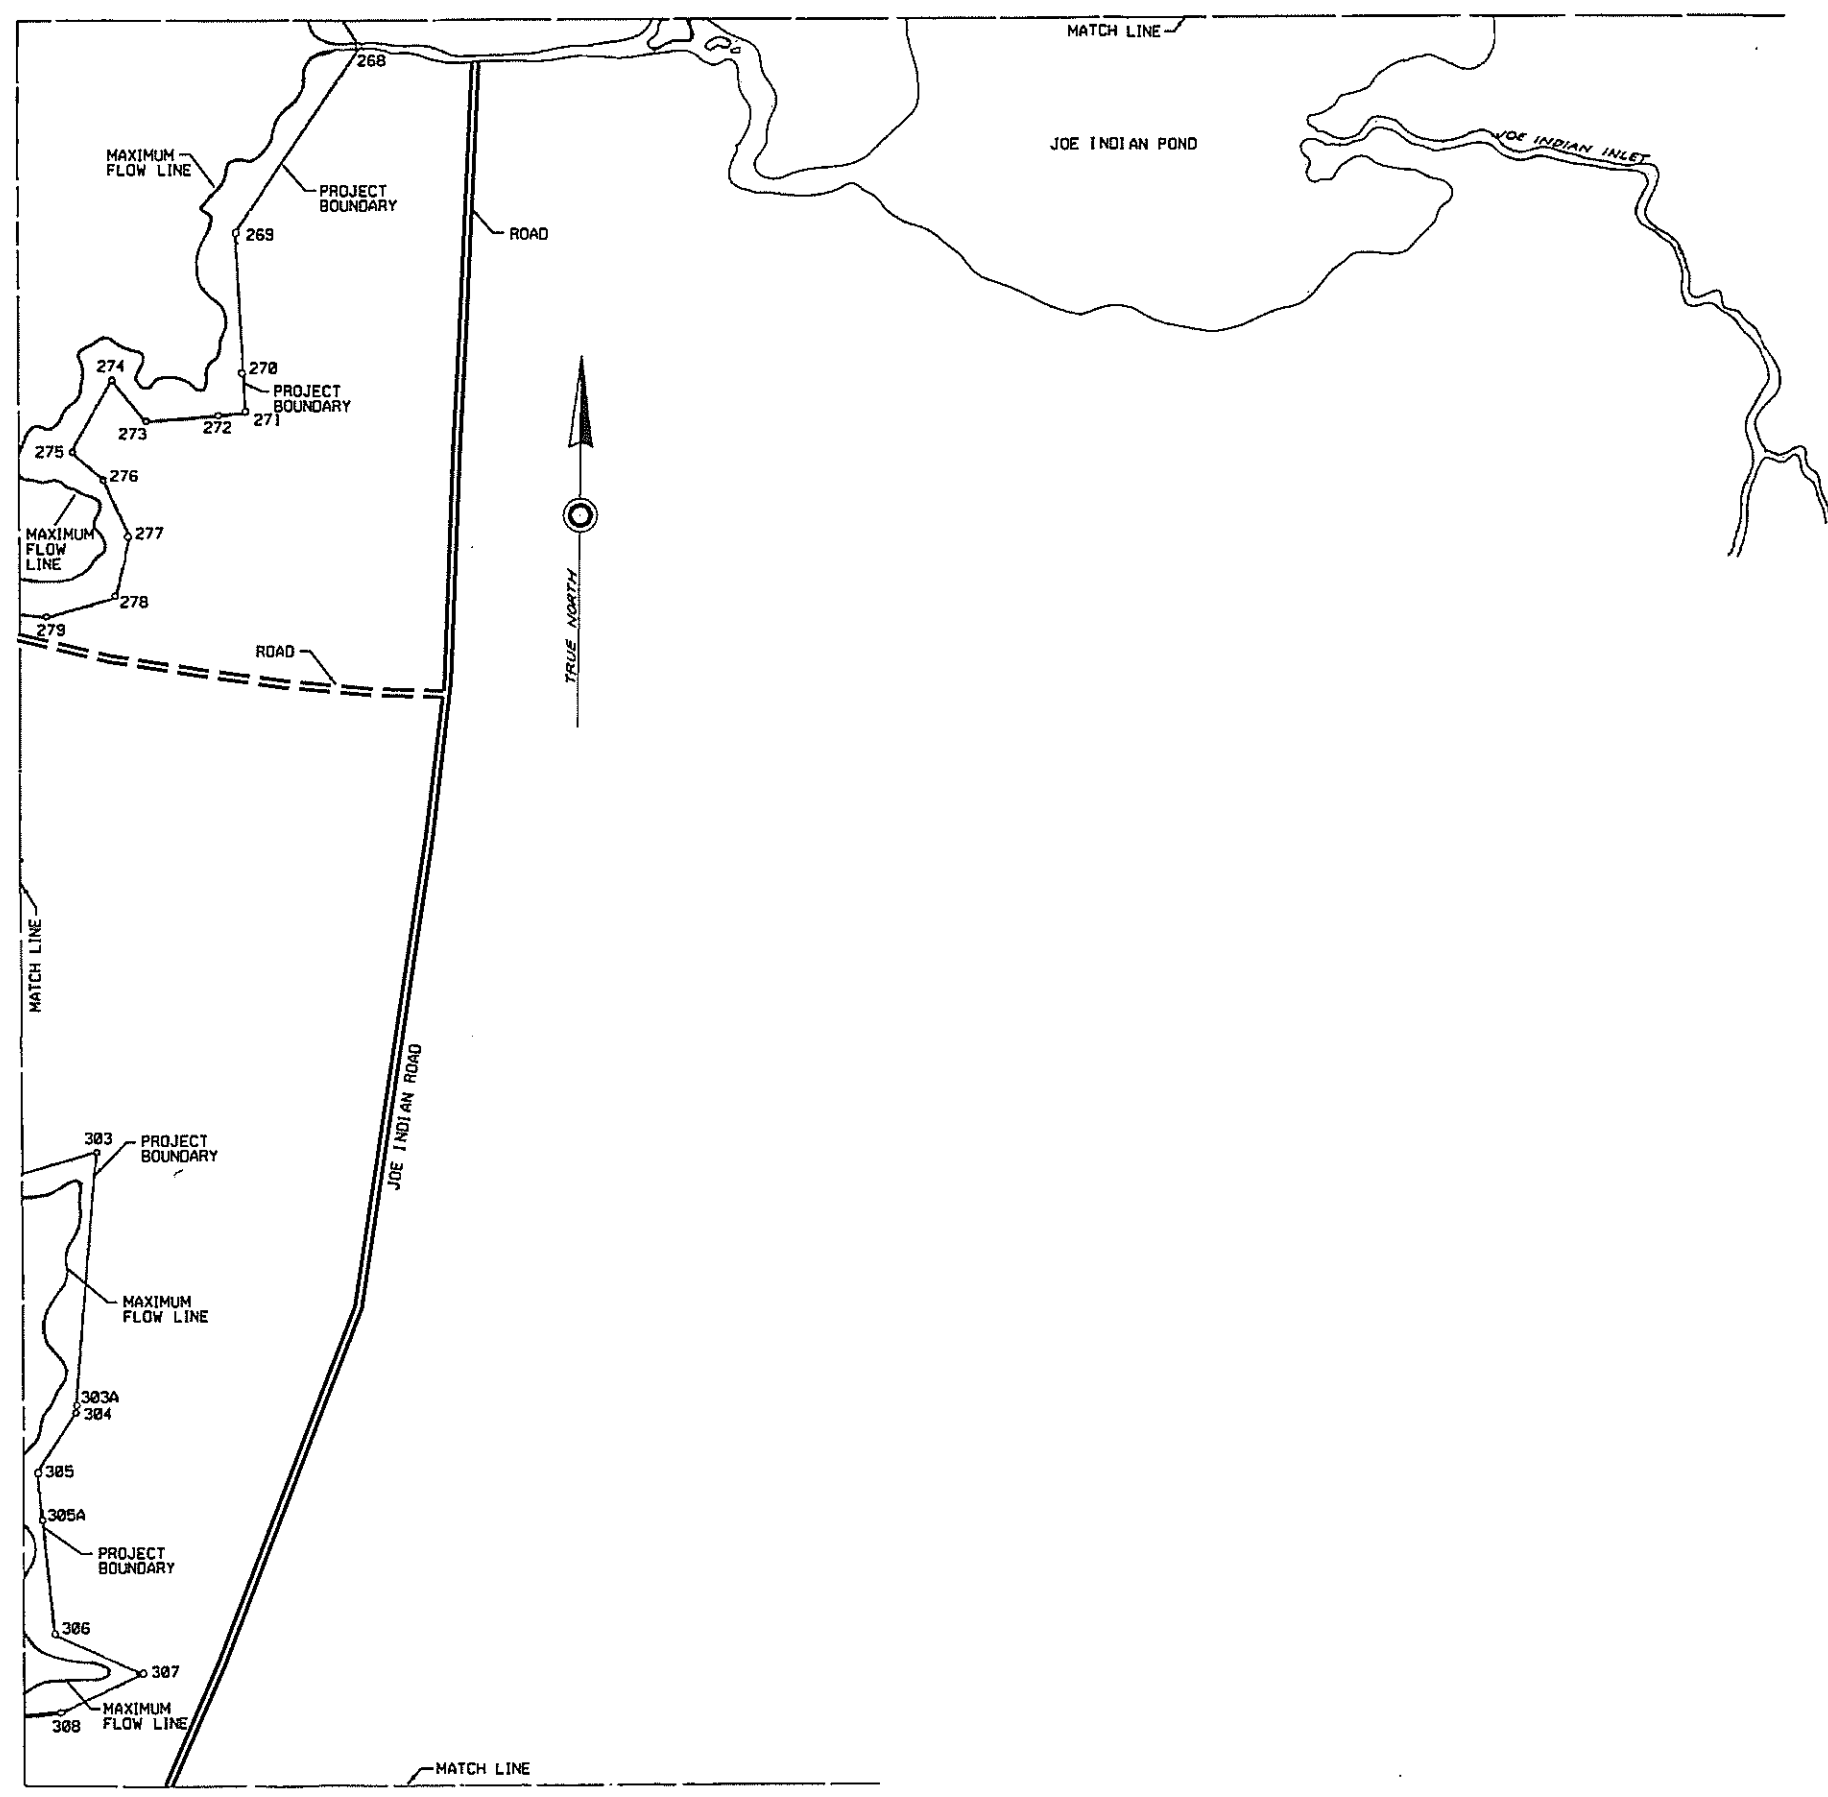 MATCH LINE
268
JOE INDIAN POND
JOE INDIAN INLET
MAXIMUM
FLOW LINE
PROJECT
BOUNDARY
269
ROAD
274
270
PROJECT
BOUNDARY
271
272
273
275
276
277
MAXIMUM
FLOW
LINE
278
279
TRUE NORTH
ROAD
MATCH LINE
JOE INDIAN ROAD
303
PROJECT
BOUNDARY
MAXIMUM
FLOW LINE
303A
304
305
305A
PROJECT
BOUNDARY
306
307
MAXIMUM
FLOW LINE
308
MATCH LINE